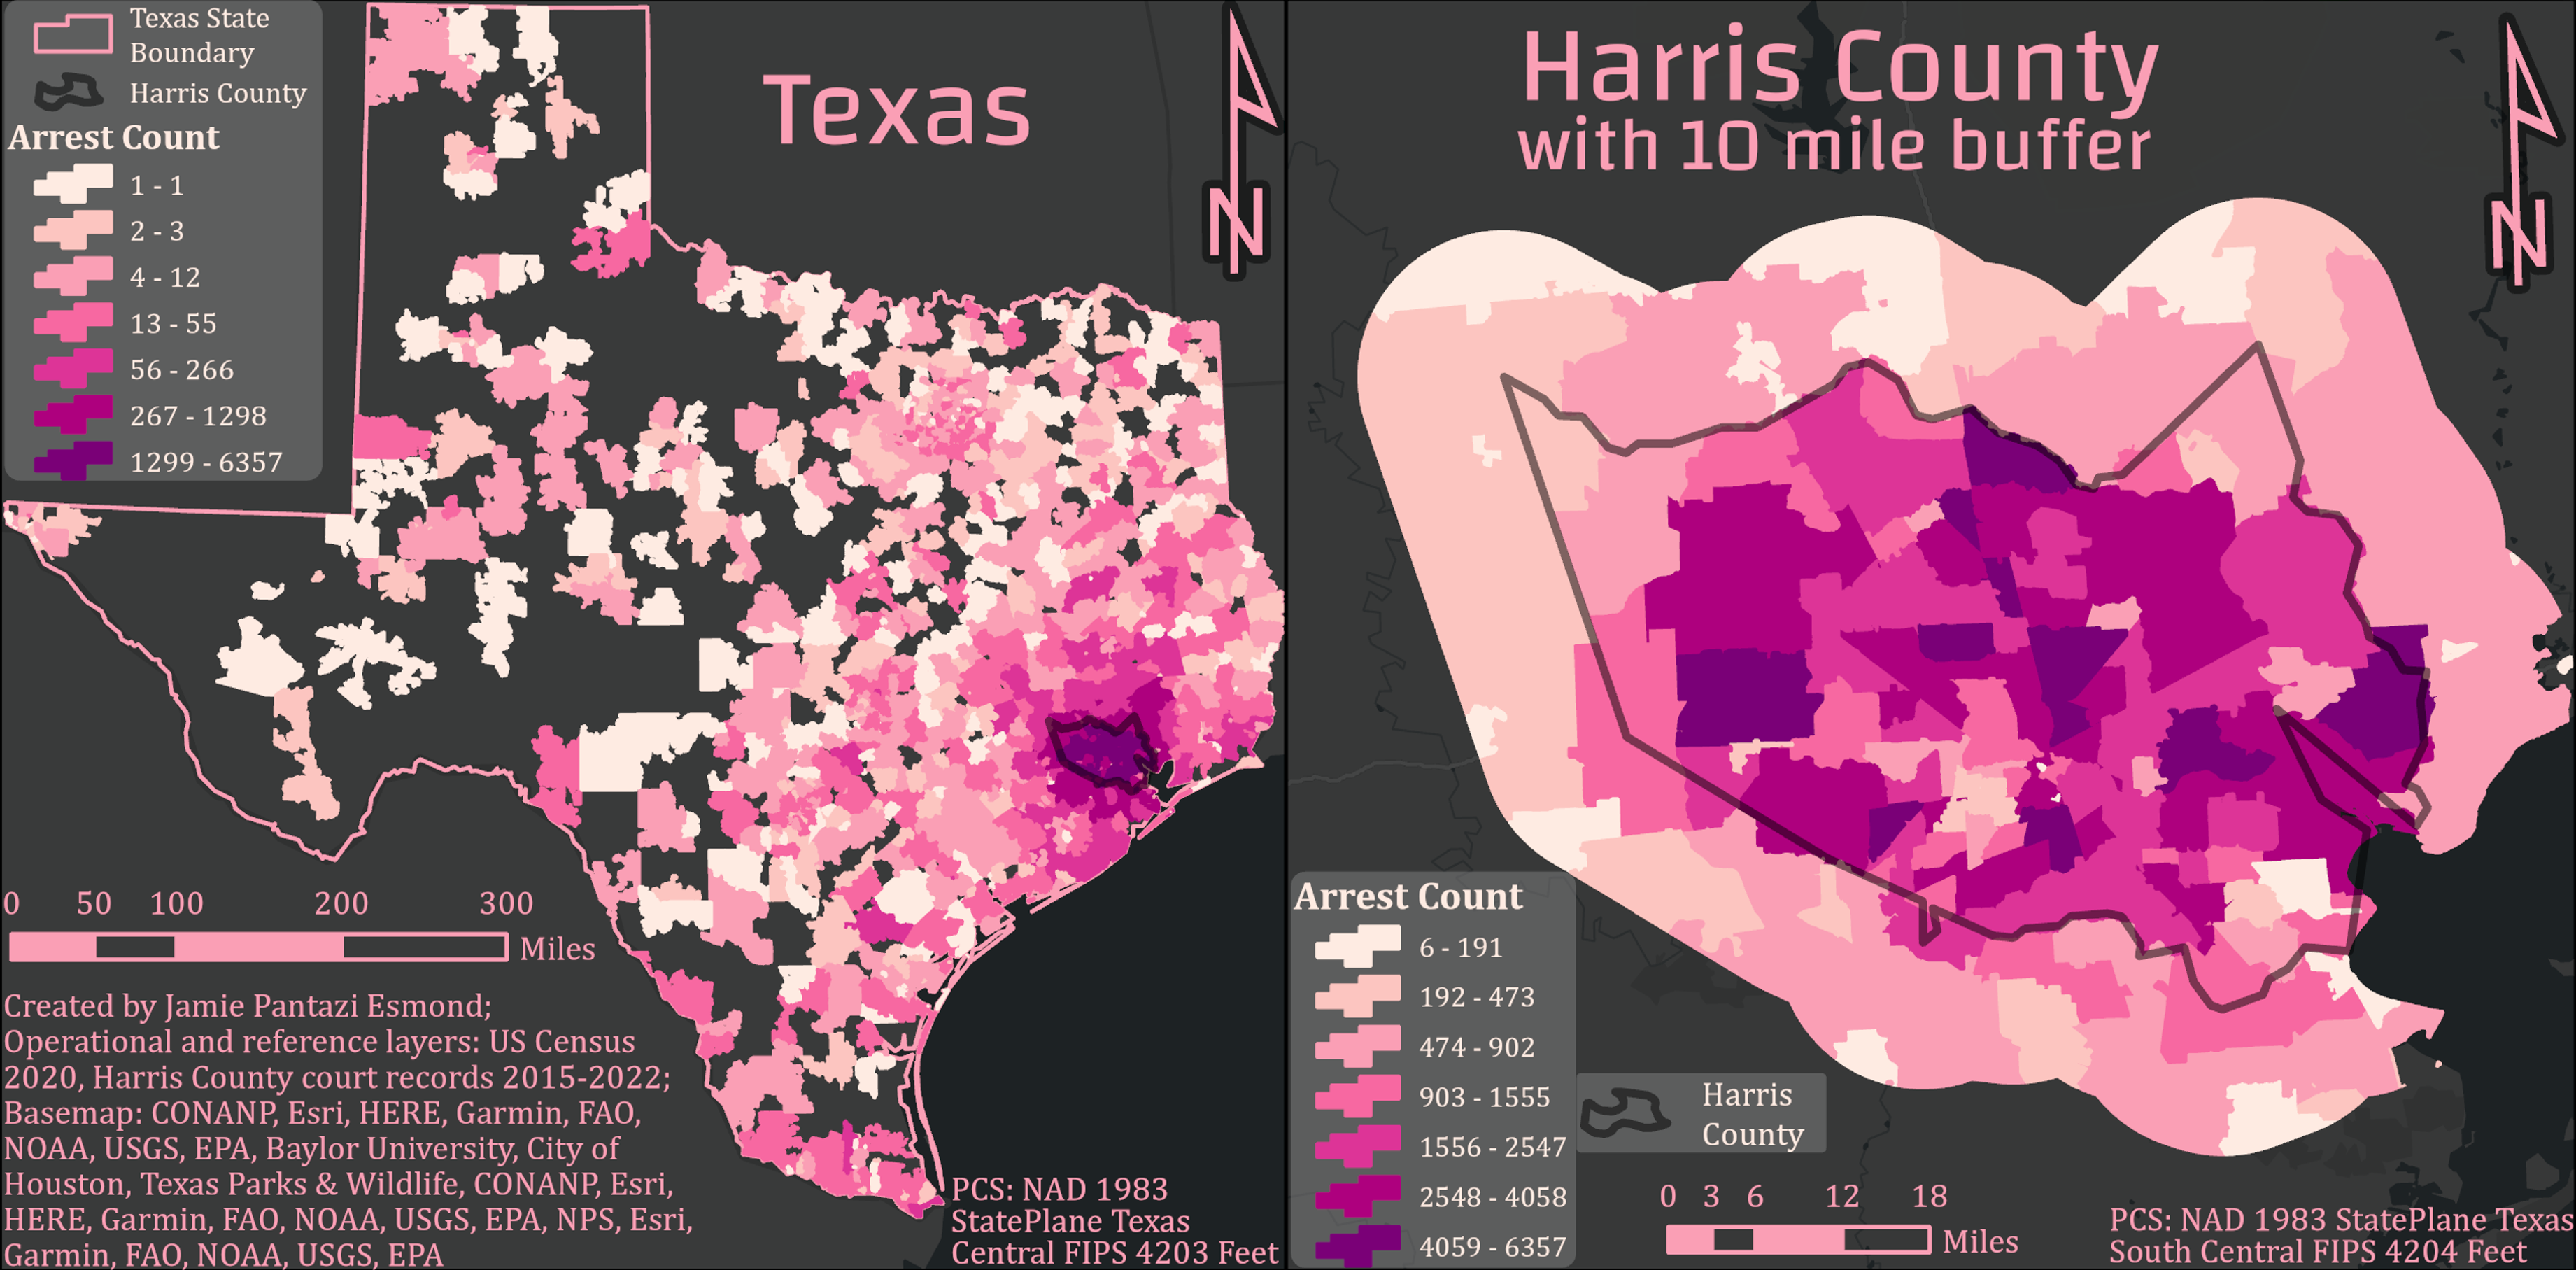 Texas State
Boundary
Harris County
Arrest Count
1 - 1
2 - 3
4 - 12
13 - 55
56 - 266
267 - 1298
1299 - 6357
Texas
N
0 50 100 200 300
Miles
Created by Jamie Pantazi Esmond;
Operational and reference layers: US Census
2020, Harris County court records 2015-2022;
Basemap: CONANP, Esri, HERE, Garmin, FAO,
NOAA, USGS, EPA, Baylor University, City of
Houston, Texas Parks & Wildlife, CONANP, Esri,
HERE, Garmin, FAO, NOAA, USGS, EPA, NPS, Esri,
Garmin, FAO, NOAA, USGS, EPA
PCS: NAD 1983
StatePlane Texas
Central FIPS 4203 Feet
Harris County
with 10 mile buffer
N
Arrest Count
6 - 191
192 - 473
474 - 902
903 - 1555
1556 - 2547
2548 - 4058
4059 - 6357
Harris
County
0 3 6 12 18
Miles
PCS: NAD 1983 StatePlane Texas
South Central FIPS 4204 Feet